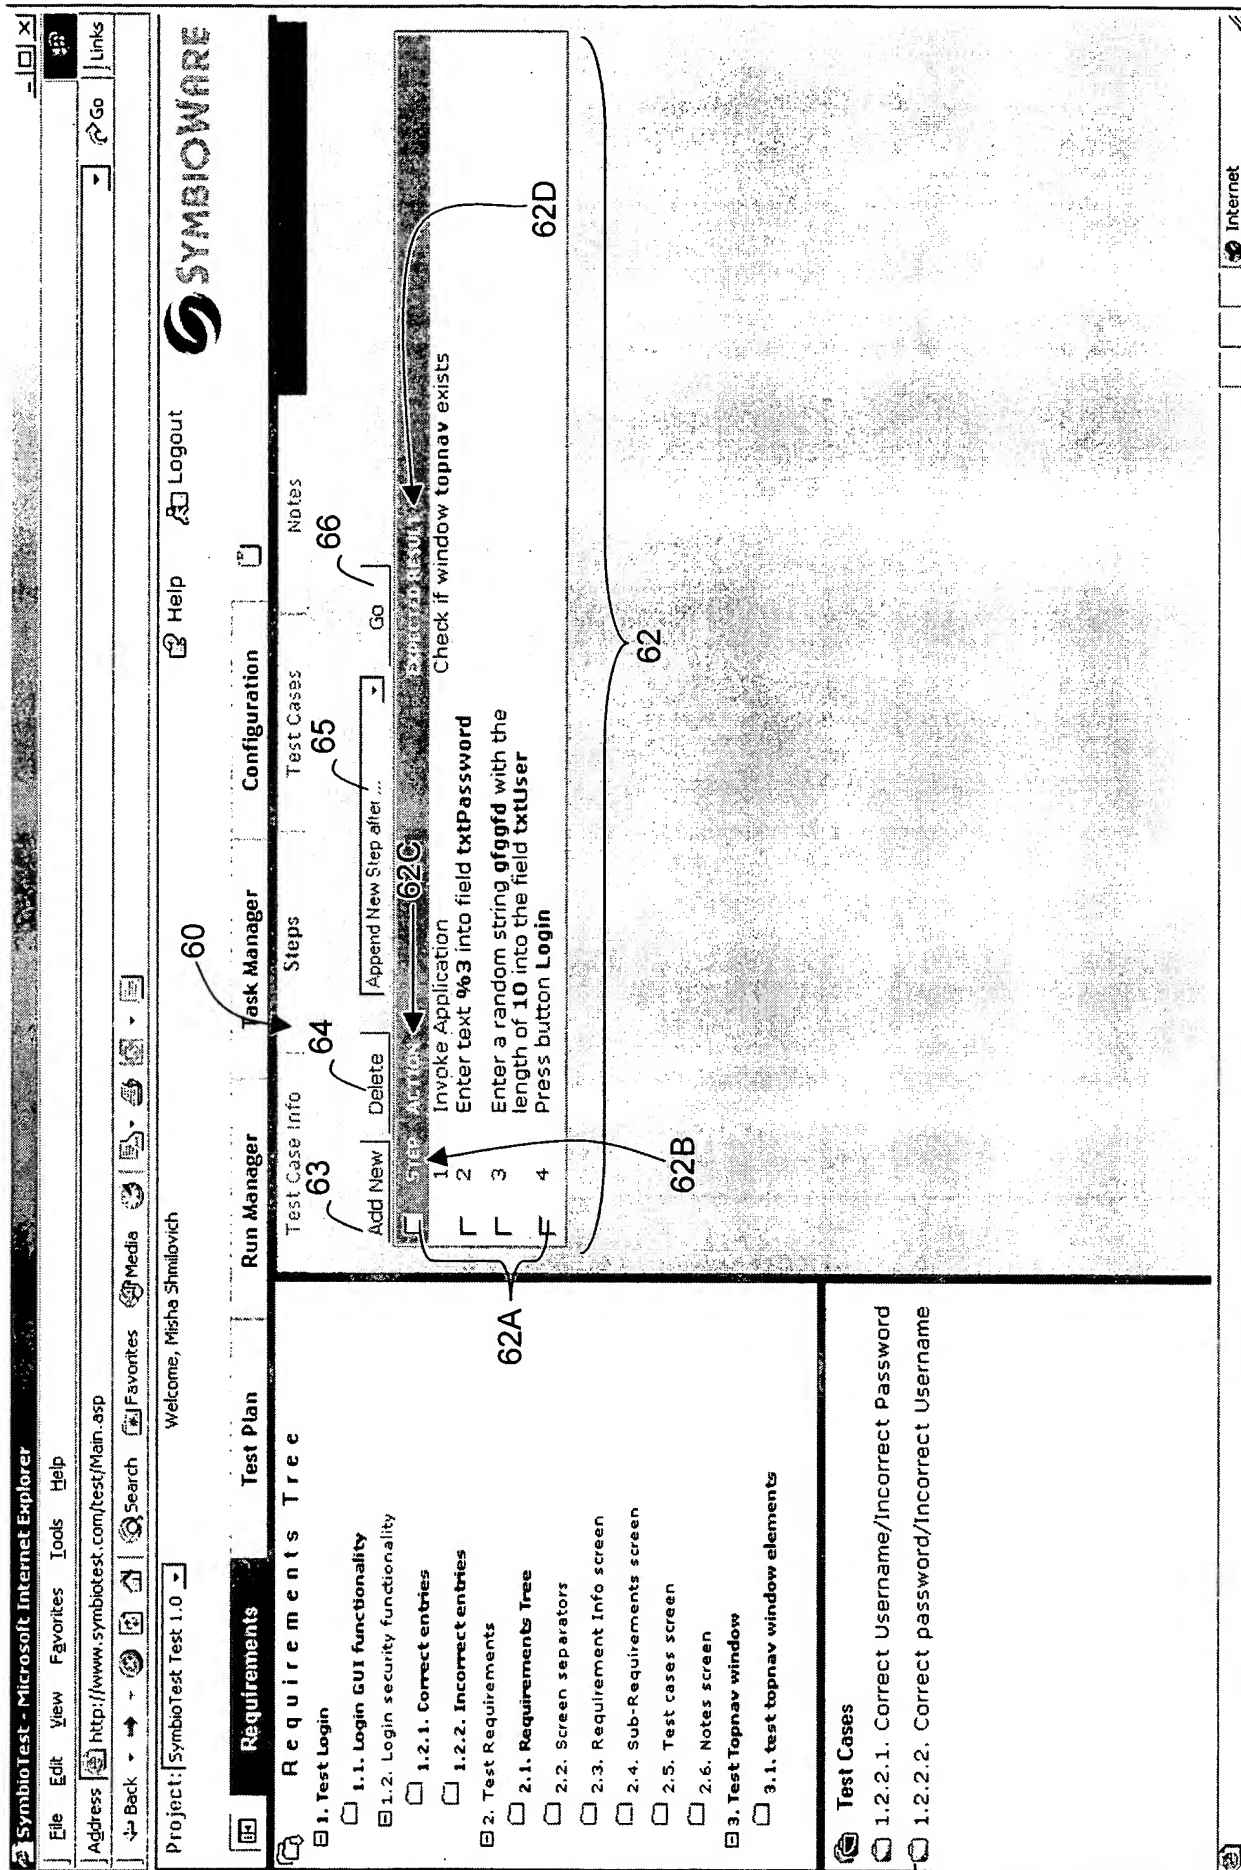 SymbioTest - Microsoft Internet Explorer
File Edit View Favorites Tools Help
Address http://www.symbiotest.com/test/Main.asp Go Links
Back Search Favorites Media
Project: SymbioTest Test 1.0 Welcome, Misha Shmilovich Help Logout SYMBIOWARE
Requirements Test Plan Run Manager Task Manager Configuration
60
Requirements Tree
1. Test Login
1.1. Login GUI functionality
1.2. Login security functionality
1.2.1. Correct entries
1.2.2. Incorrect entries
2. Test Requirements
2.1. Requirements Tree
2.2. Screen separators
2.3. Requirement Info screen
2.4. Sub-Requirements screen
2.5. Test cases screen
2.6. Notes screen
3. Test Topnav window
3.1. test topnav window elements
Test Cases
1.2.2.1. Correct Username/Incorrect Password
1.2.2.2. Correct password/Incorrect Username
Test Case Info Steps Test Cases Notes
63 64 65 66
Add New Delete Append New Step after ... Go
STEP ACTION 62C EXPECTED RESULT
1 Invoke Application Check if window topnav exists
2 Enter text %3 into field txtPassword
3 Enter a random string gfggfd with the
length of 10 into the field txtUser
4 Press button Login
62A
62B
62D
62
Internet